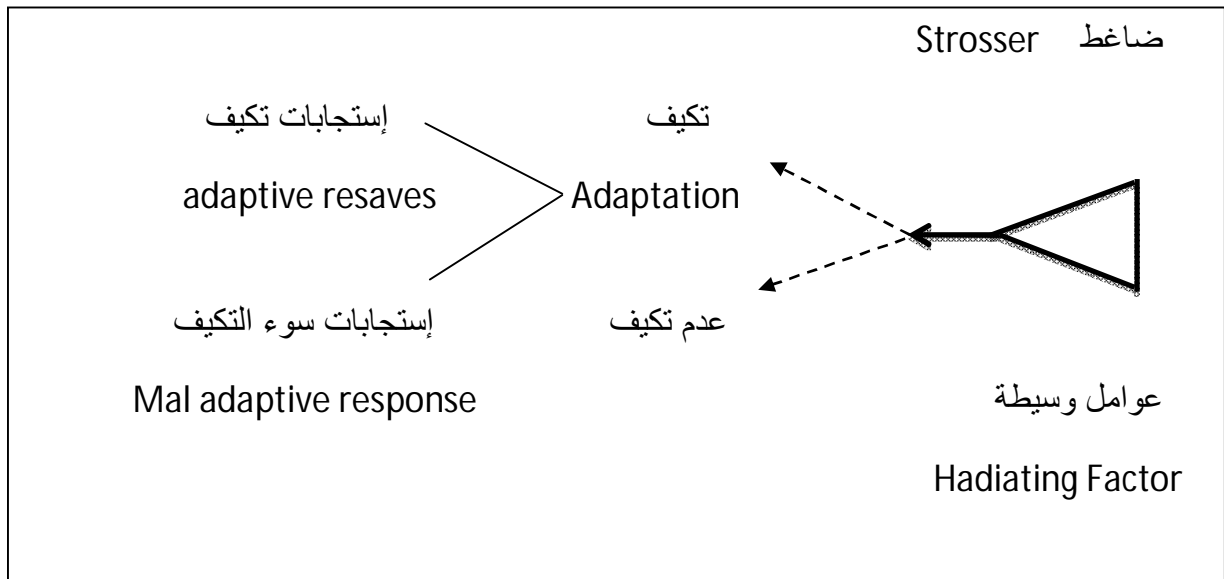 ضاغط Strosser
تكيف
إستجابات تكيف
Adaptation
adaptive resaves
عدم تكيف
إستجابات سوء التكيف
عوامل وسيطة
Mal adaptive response
Hadiating Factor